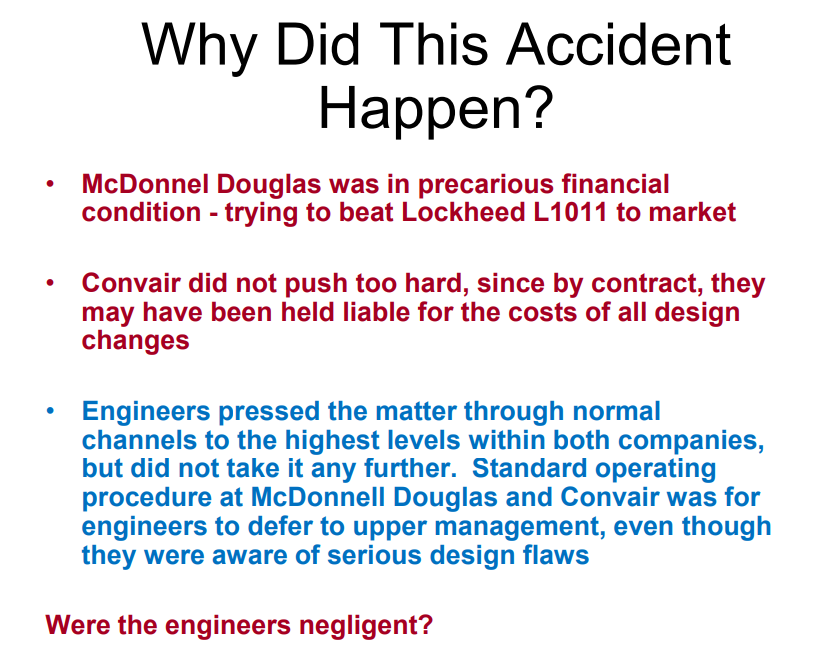 Why Did This Accident
Happen?
• McDonnel Douglas was in precarious financial
condition - trying to beat Lockheed L1011 to market
• Convair did not push too hard, since by contract, they
may have been held liable for the costs of all design
changes
• Engineers pressed the matter through normal
channels to the highest levels within both companies,
but did not take it any further.  Standard operating
procedure at McDonnell Douglas and Convair was for
engineers to defer to upper management, even though
they were aware of serious design flaws
Were the engineers negligent?